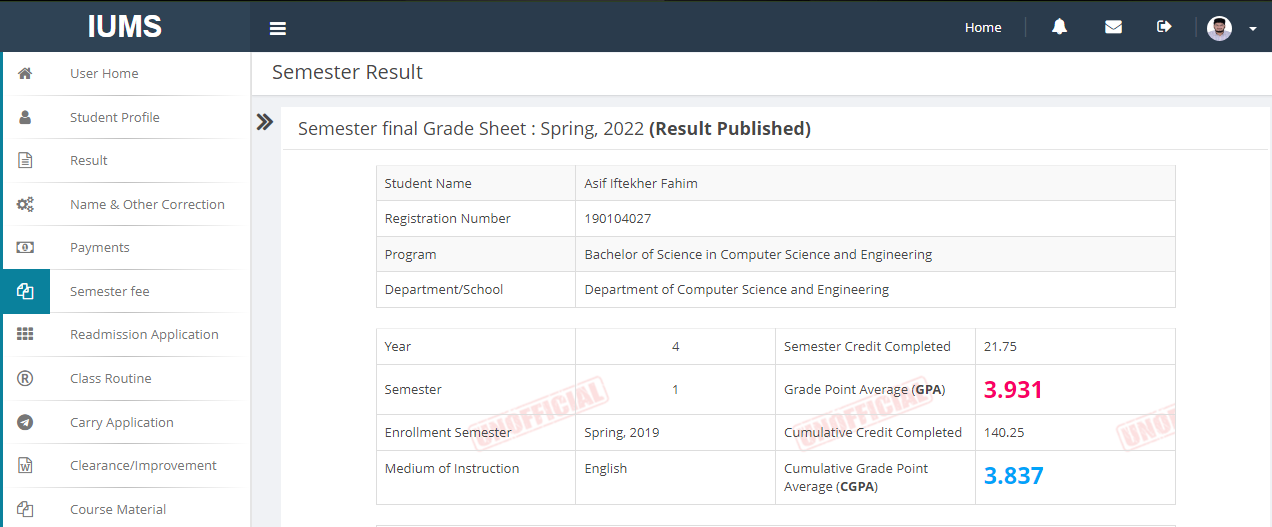 IUMS
Home
User Home
Student Profile
Result
Name & Other Correction
Payments
Semester fee
Readmission Application
Class Routine
Carry Application
Clearance/Improvement
Course Material
Semester Result
Semester final Grade Sheet : Spring, 2022 (Result Published)
Student Name Asif Iftekher Fahim
Registration Number 190104027
Program Bachelor of Science in Computer Science and Engineering
Department/School Department of Computer Science and Engineering
Year 4 Semester Credit Completed 21.75
Semester 1 Grade Point Average (GPA) 3.931
Enrollment Semester Spring, 2019 Cumulative Credit Completed 140.25
Medium of Instruction English Cumulative Grade Point
Average (CGPA) 3.837
UNOFFICIAL
UNOFFICIAL
UNO